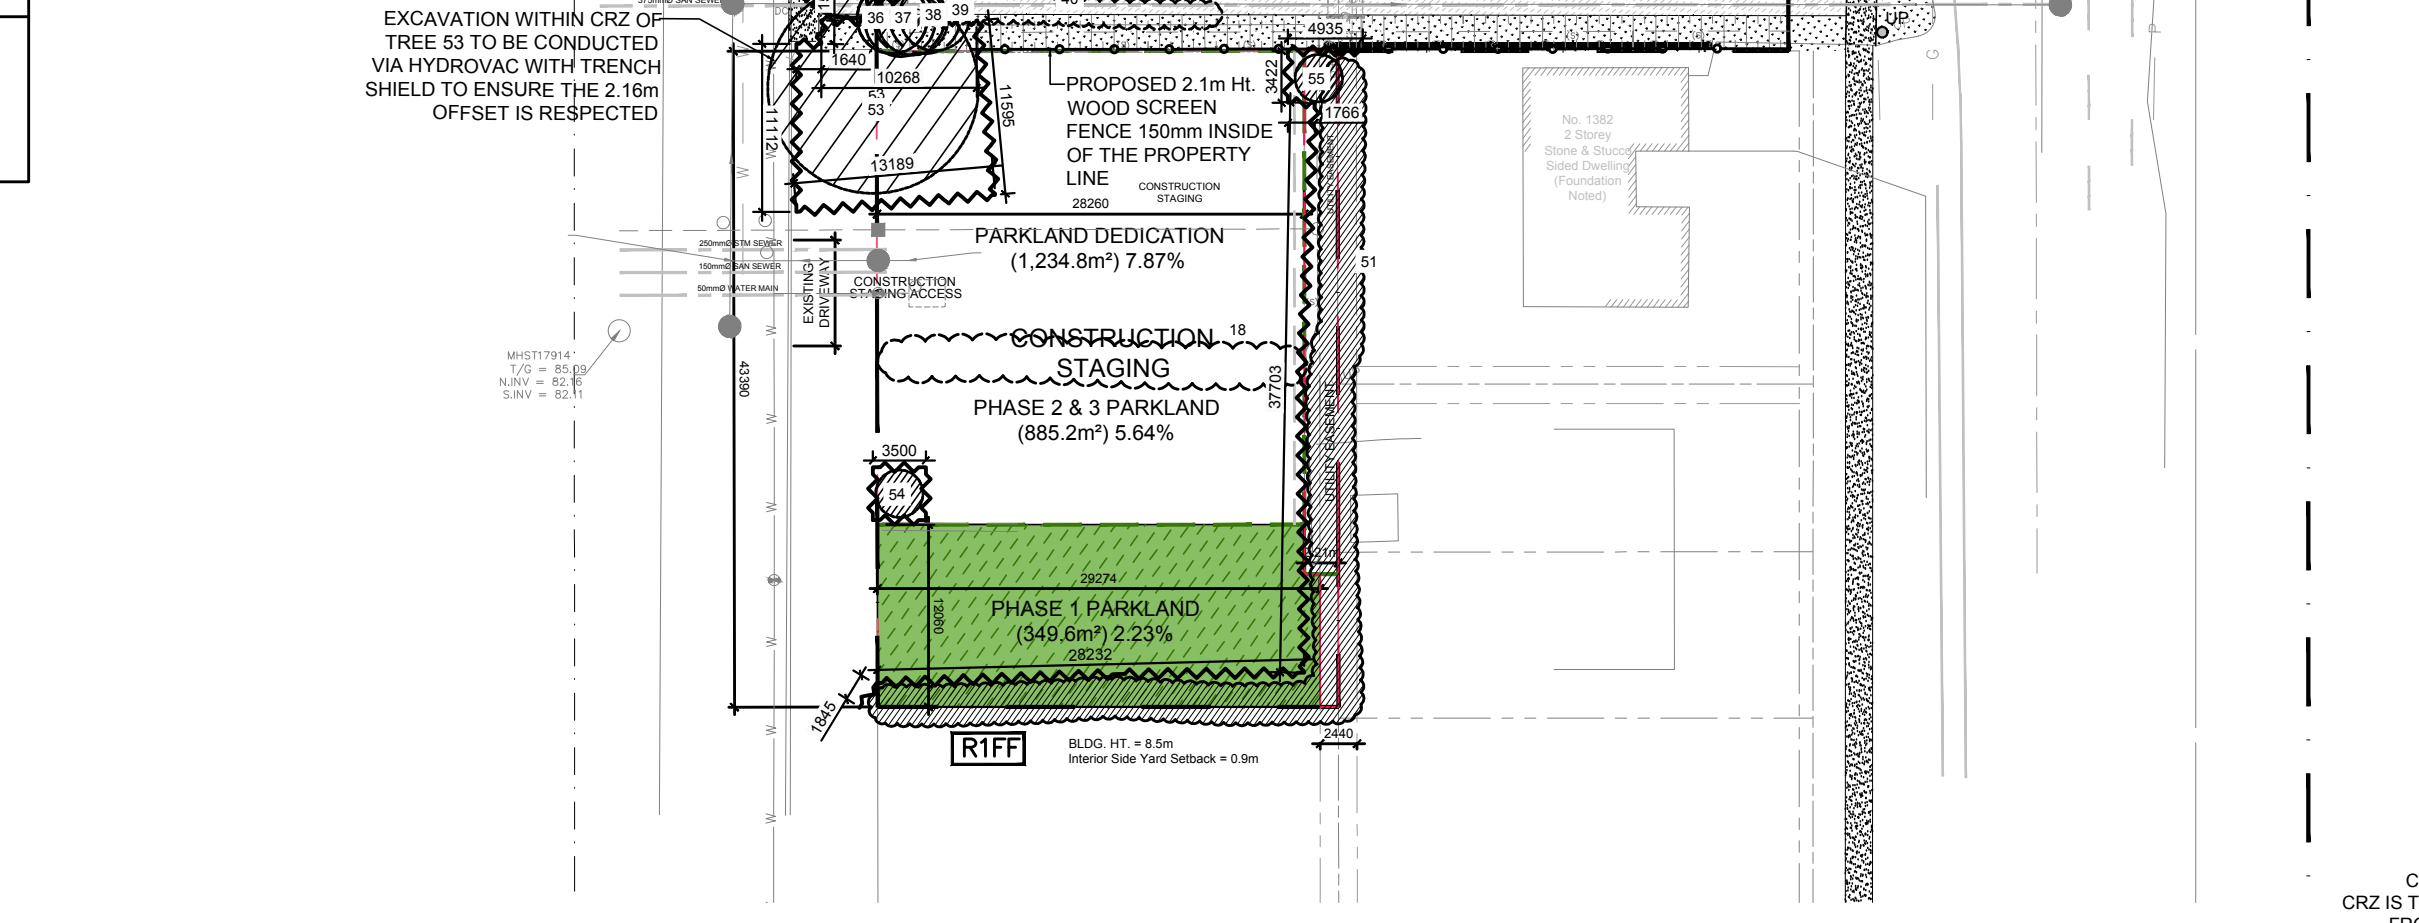 EXCAVATION WITHIN CRZ OF
TREE 53 TO BE CONDUCTED
VIA HYDROVAC WITH TRENCH
SHIELD TO ENSURE THE 2.16m
OFFSET IS RESPECTED
36 37 38 39
1640
10268
53
53
11595
11112
13189
4935
UP
3422
55
1766
PROPOSED 2.1m Ht.
WOOD SCREEN
FENCE 150mm INSIDE
OF THE PROPERTY
LINE
CONSTRUCTION
STAGING
28260
No. 1382
2 Storey
Stone & Stucco
Sided Dwelling
(Foundation
Noted)
G
P
W
PARKLAND DEDICATION
(1,234.8m²) 7.87%
250mmØ STM SEWER
150mmØ SAN SEWER
50mmØ WATER MAIN
EXISTING
DRIVEWAY
CONSTRUCTION
STAGING ACCESS
51
CONSTRUCTION
STAGING
18
MHST17914
T/G = 85.09
N.INV = 82.16
S.INV = 82.11
43390
37703
PHASE 2 & 3 PARKLAND
(885.2m²) 5.64%
UTILITY EASEMENT
3500
54
29274
12060
PHASE 1 PARKLAND
(349.6m²) 2.23%
28232
1845
R1FF
BLDG. HT. = 8.5m
Interior Side Yard Setback = 0.9m
2440
CRZ IS T